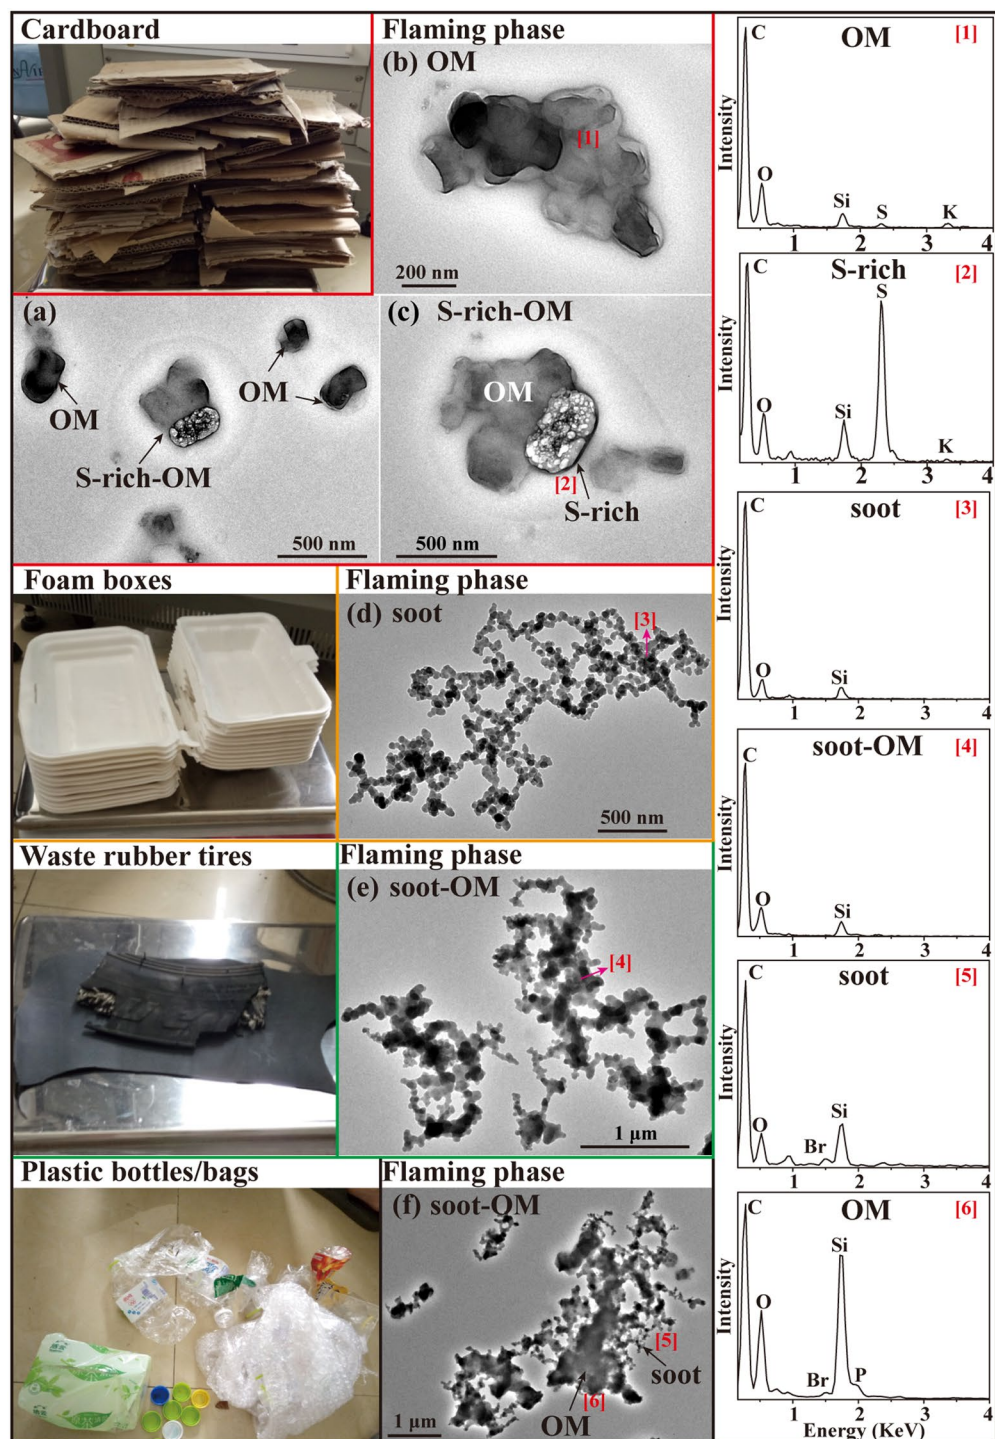 Cardboard
Flaming phase
(b) OM
[1]
200 nm
(a)
OM
OM
S-rich-OM
500 nm
(c) S-rich-OM
OM
[2]
S-rich
500 nm
Foam boxes
Flaming phase
(d) soot
[3]
500 nm
Waste rubber tires
Flaming phase
(e) soot-OM
[4]
1 μm
Plastic bottles/bags
Flaming phase
(f) soot-OM
[5]
soot
[6]
OM
1 μm
OM [1]
Intensity
C
O
Si
S
K
1 2 3 4
S-rich [2]
Intensity
C
S
O
Si
K
1 2 3 4
soot [3]
Intensity
C
O
Si
1 2 3 4
soot-OM [4]
Intensity
C
O
Si
1 2 3 4
soot [5]
Intensity
C
O
Br
Si
1 2 3 4
OM [6]
Intensity
C
Si
O
Br
P
1 2 3 4
Energy (KeV)